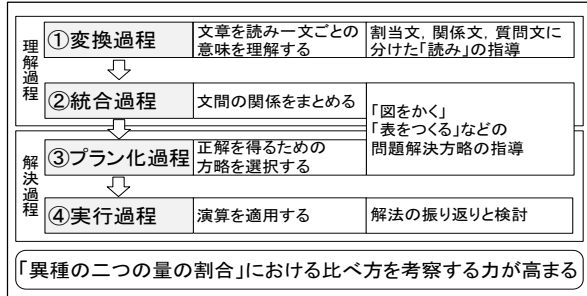 理解過程
①変換過程
文章を読み一文ごとの
意味を理解する
割当文，関係文，質問文に
分けた「読み」の指導
②統合過程
文間の関係をまとめる
「図をかく」
「表をつくる」などの
問題解決方略の指導
解決過程
③プラン化過程
正解を得るための
方略を選択する
④実行過程
演算を適用する
解法の振り返りと検討
「異種の二つの量の割合」における比べ方を考察する力が高まる